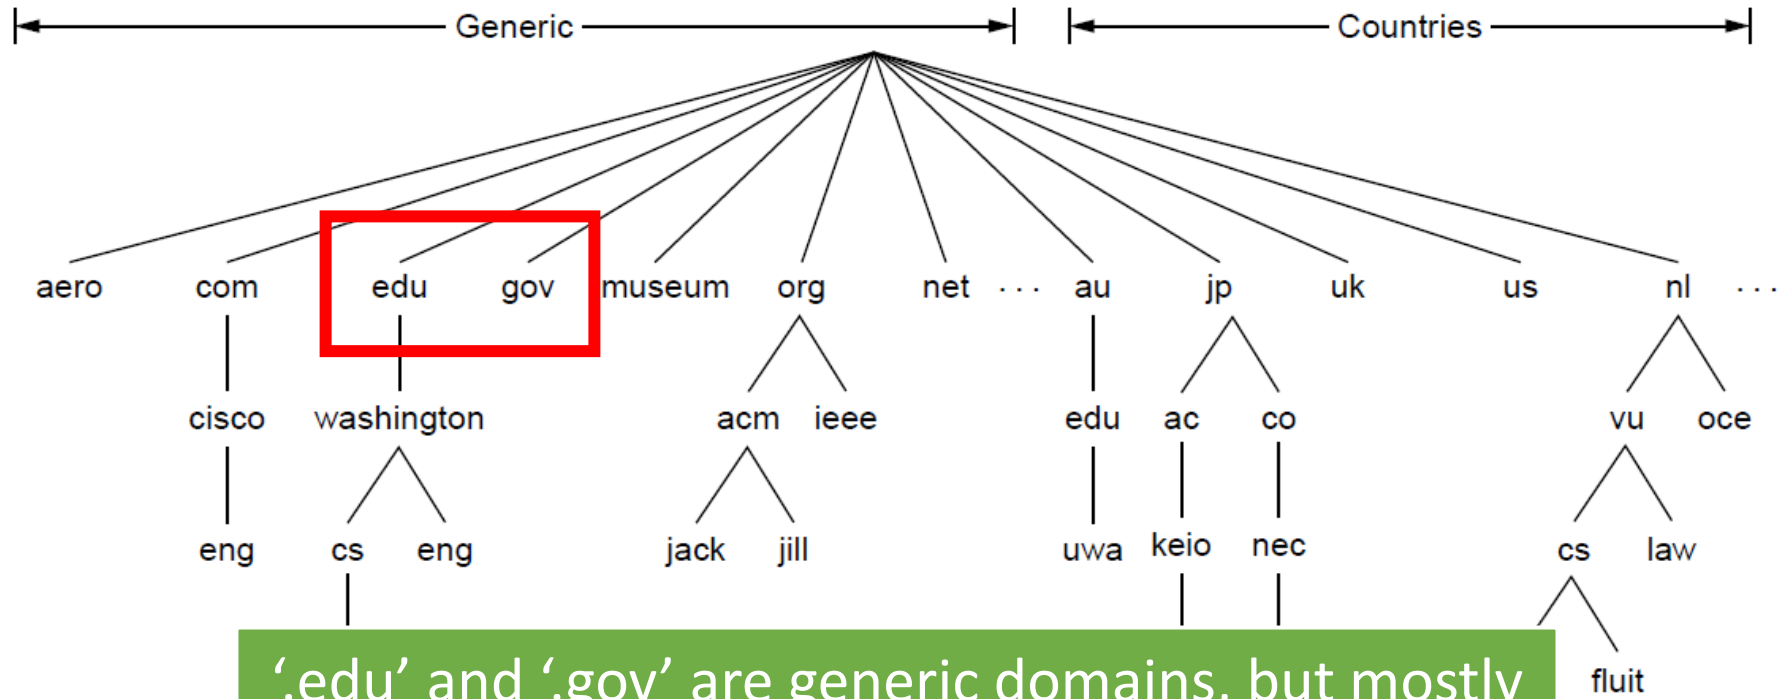 Generic Countries
aero com edu gov museum org net ··· au jp uk us nl ···
cisco washington acm ieee edu ac co vu oce
eng cs eng jack jill uwa keio nec cs law
'.edu' and '.gov' are generic domains, but mostly
fluit